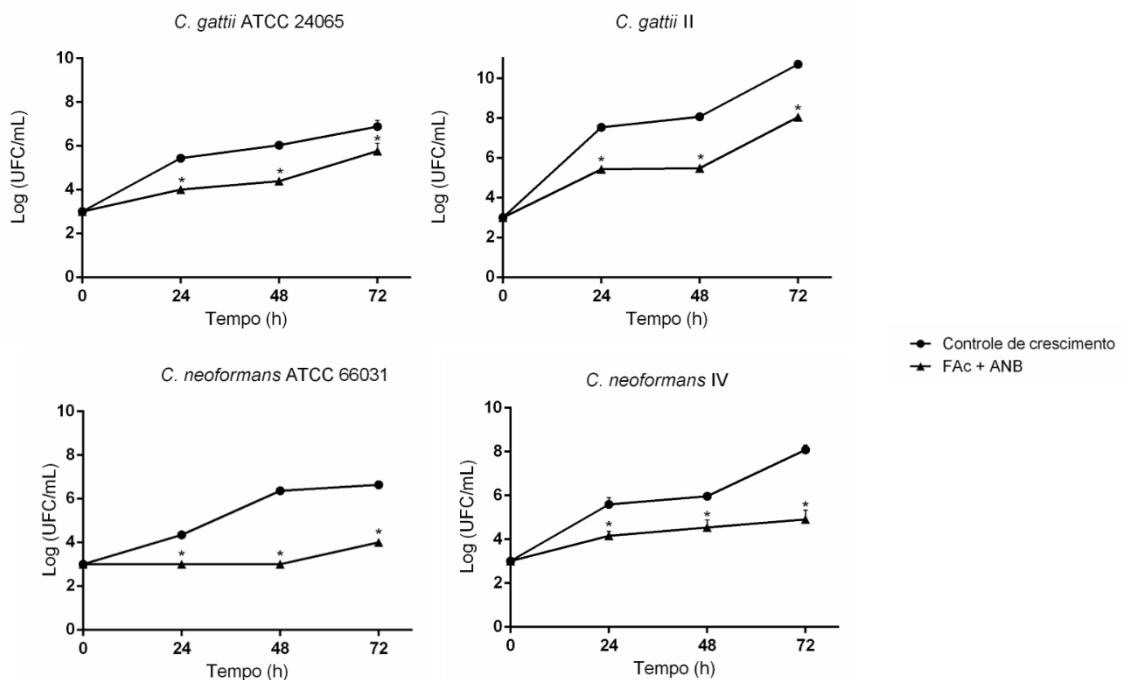 C. gattii ATCC 24065
C. gattii II
10
8
6
4
2
0
Log (UFC/mL)
* * *
0 24 48 72
Tempo (h)
10
8
6
4
2
0
Log (UFC/mL)
* * *
0 24 48 72
Tempo (h)
Controle de crescimento
FAc + ANB
C. neoformans ATCC 66031
C. neoformans IV
10
8
6
4
2
0
Log (UFC/mL)
* * *
0 24 48 72
Tempo (h)
10
8
6
4
2
0
Log (UFC/mL)
* * *
0 24 48 72
Tempo (h)